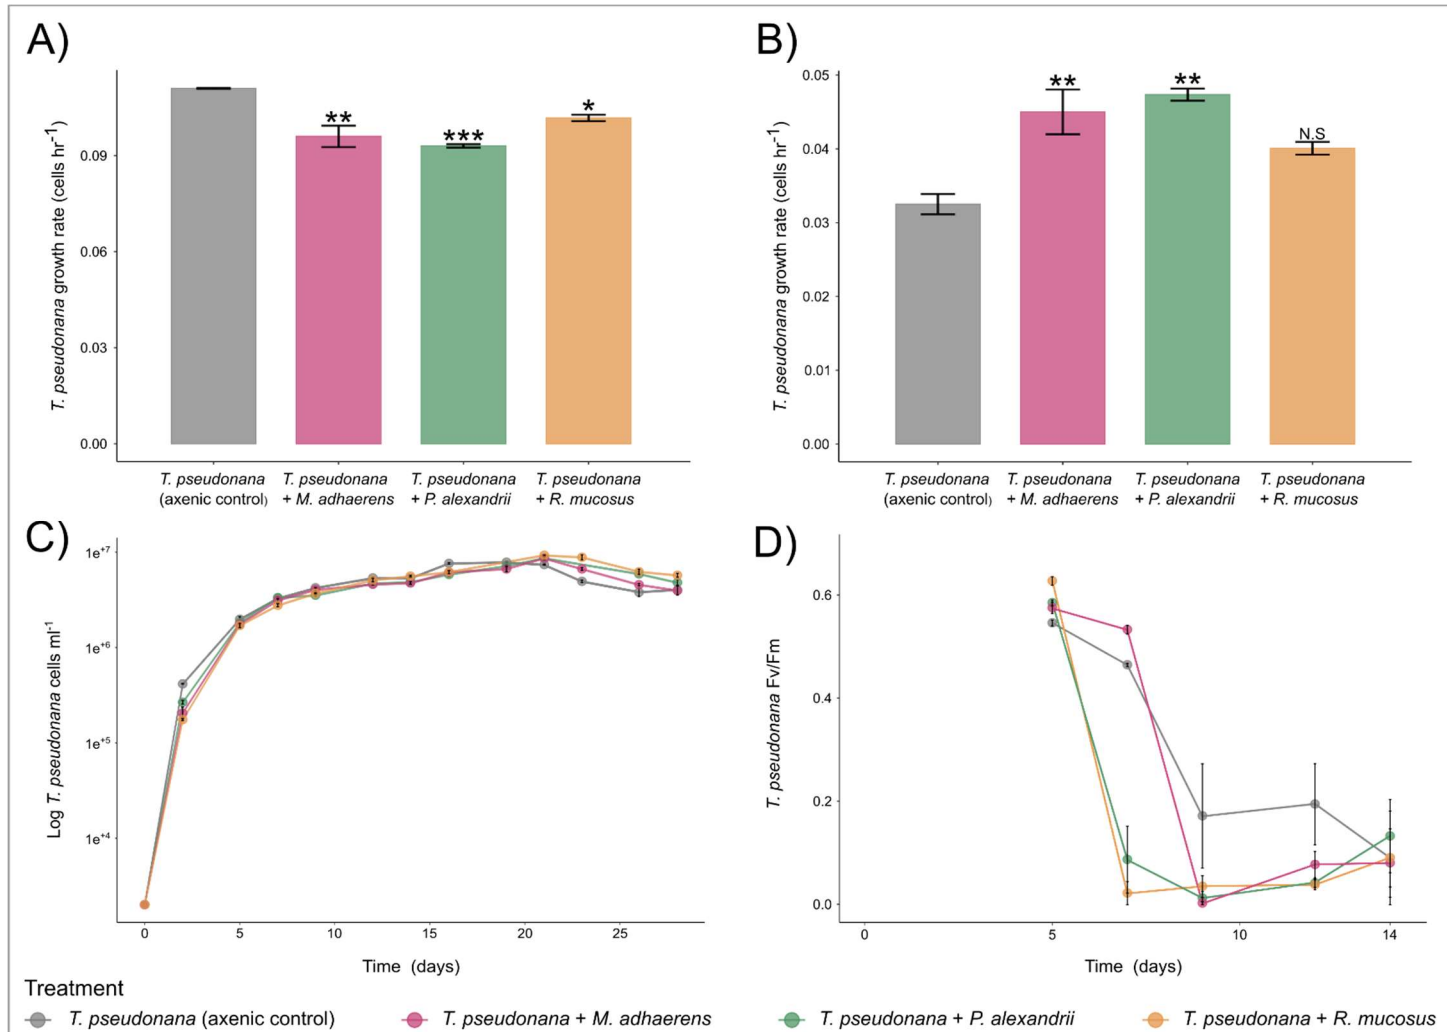 A)
T. pseudonana growth rate (cells hr-1)
0.09
0.06
0.03
0.00
**
***
*
T. pseudonana
(axenic control)
T. pseudonana
+ M. adhaerens
T. pseudonana
+ P. alexandrii
T. pseudonana
+ R. mucosus
B)
T. pseudonana growth rate (cells hr-1)
0.05
0.04
0.03
0.02
0.01
0.00
**
**
N.S
T. pseudonana
(axenic control)
T. pseudonana
+ M. adhaerens
T. pseudonana
+ P. alexandrii
T. pseudonana
+ R. mucosus
C)
Log T. pseudonana cells ml-1
1e+7
1e+6
1e+5
1e+4
0 5 10 15 20 25
Time (days)
D)
T. pseudonana Fv/Fm
0.6
0.4
0.2
0.0
0 5 10 14
Time (days)
Treatment
T. pseudonana (axenic control) T. pseudonana + M. adhaerens T. pseudonana + P. alexandrii T. pseudonana + R. mucosus